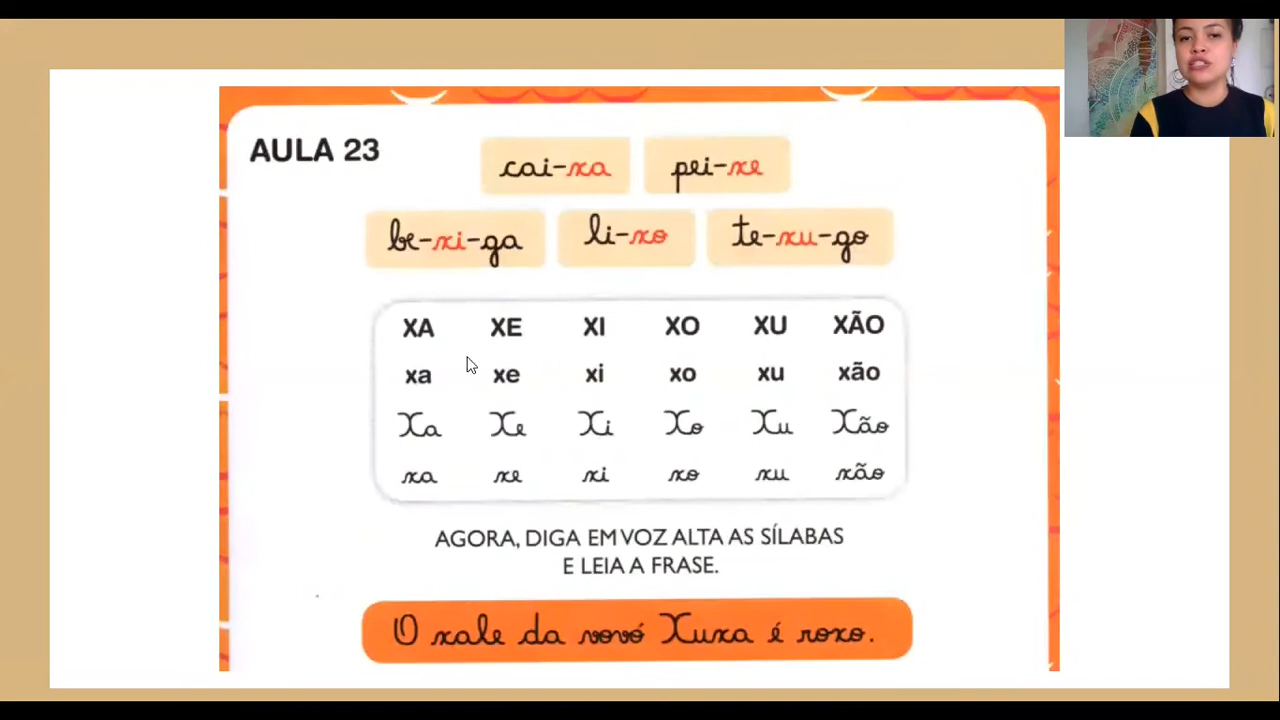 AULA 23
cai-xa pei-xe
be-xi-ga li-xo te-xu-go
XA XE XI XO XU XÃO
xa xe xi xo xu xão
Xa Xe Xi Xo Xu Xão
xa xe xi xo xu xão
AGORA, DIGA EM VOZ ALTA AS SÍLABAS
E LEIA A FRASE.
O xale da vovó Xuxa é roxo.